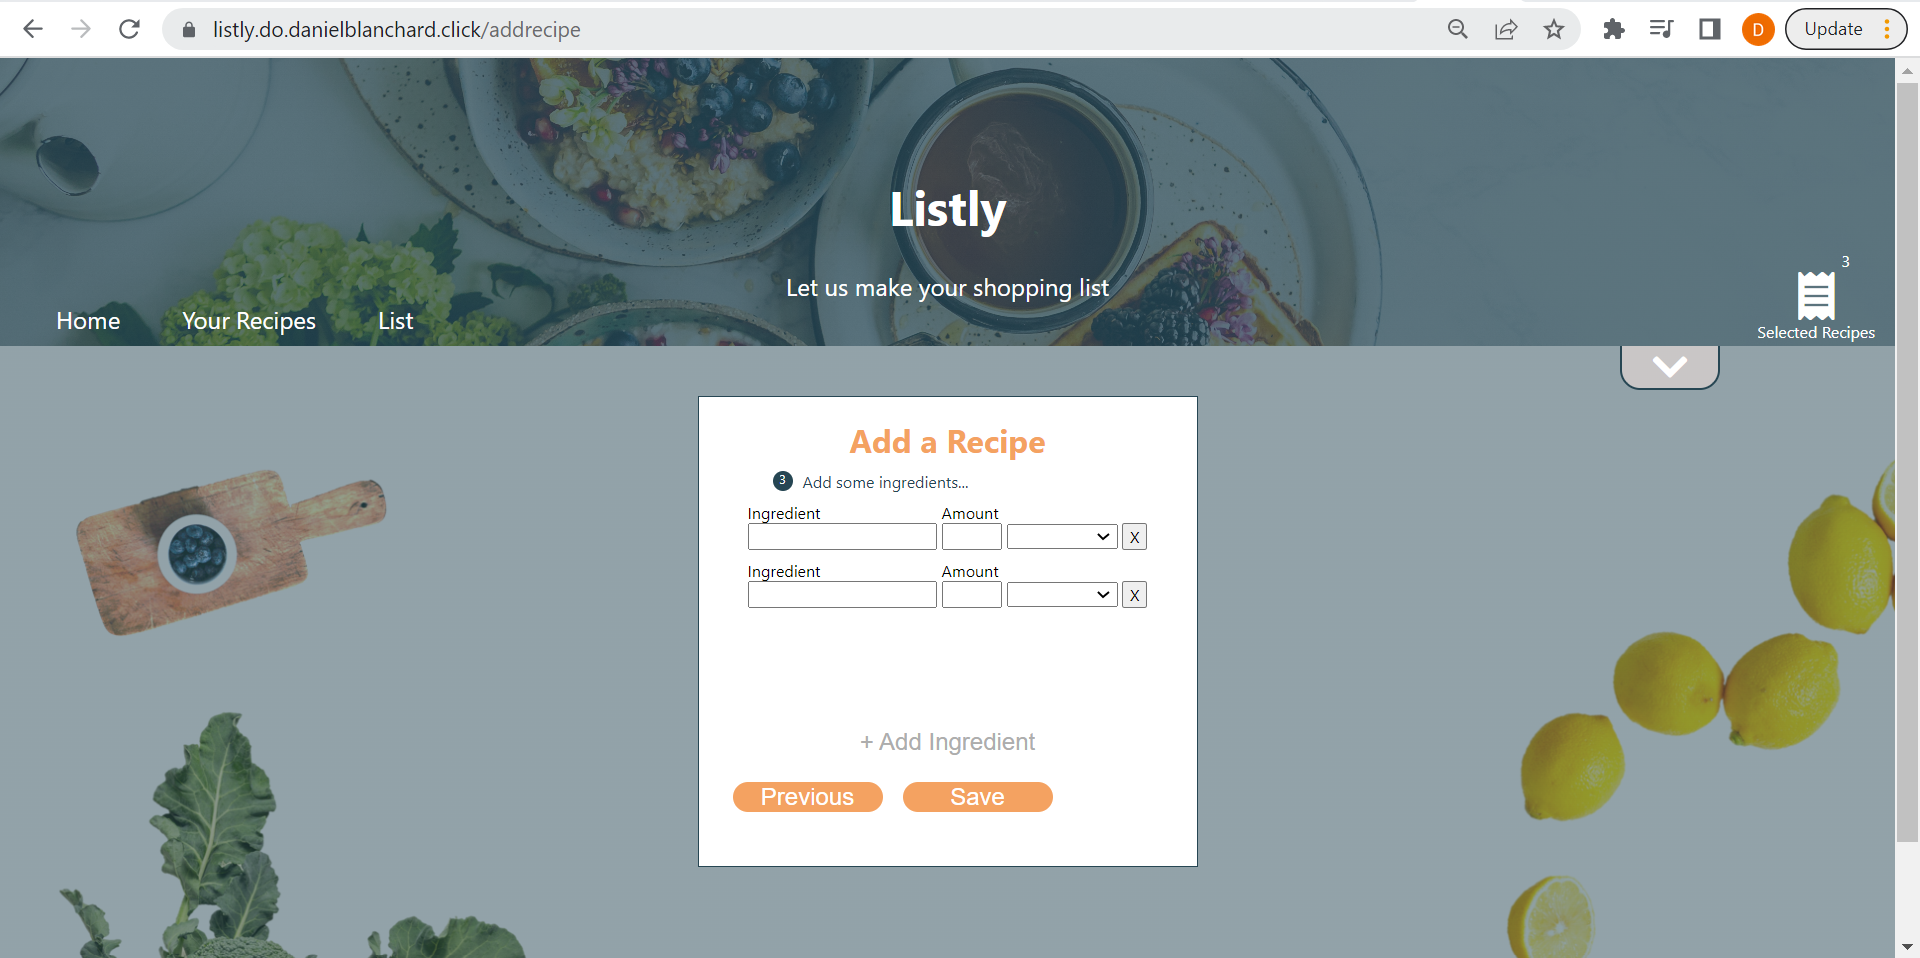 listly.do.danielblanchard.click/addrecipe
D
Update
Listly
Let us make your shopping list
Home
Your Recipes
List
3
Selected Recipes
Add a Recipe
3 Add some ingredients...
Ingredient Amount
X
Ingredient Amount
X
+ Add Ingredient
Previous Save